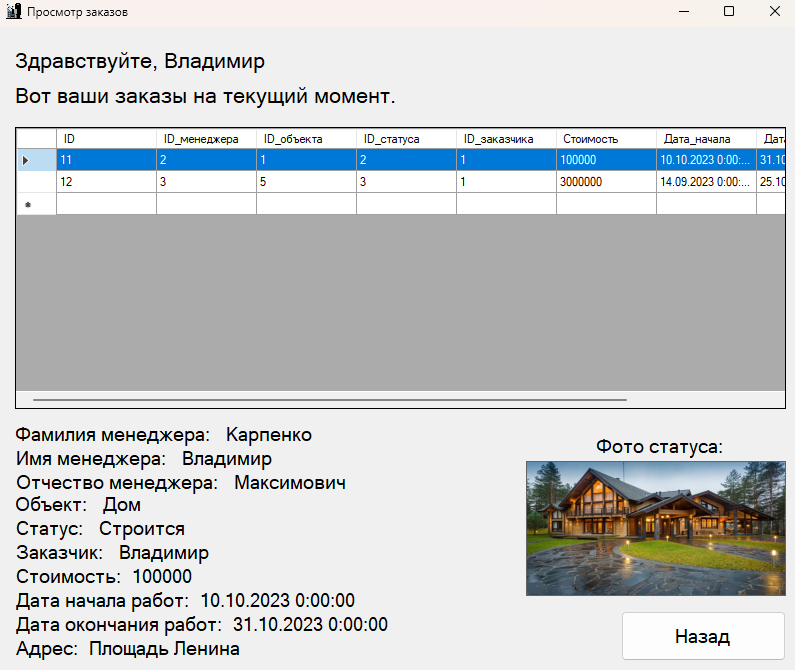 Просмотр заказов
Здравствуйте, Владимир
Вот ваши заказы на текущий момент.
ID ID_менеджера ID_объекта ID_статуса ID_заказчика Стоимость Дата_начала Дата
11 2 1 2 1 100000 10.10.2023 0:00:... 31.10
12 3 5 3 1 3000000 14.09.2023 0:00:... 25.10
Фамилия менеджера: Карпенко
Имя менеджера: Владимир
Отчество менеджера: Максимович
Объект: Дом
Статус: Строится
Заказчик: Владимир
Стоимость: 100000
Дата начала работ: 10.10.2023 0:00:00
Дата окончания работ: 31.10.2023 0:00:00
Адрес: Площадь Ленина
Фото статуса:
Назад